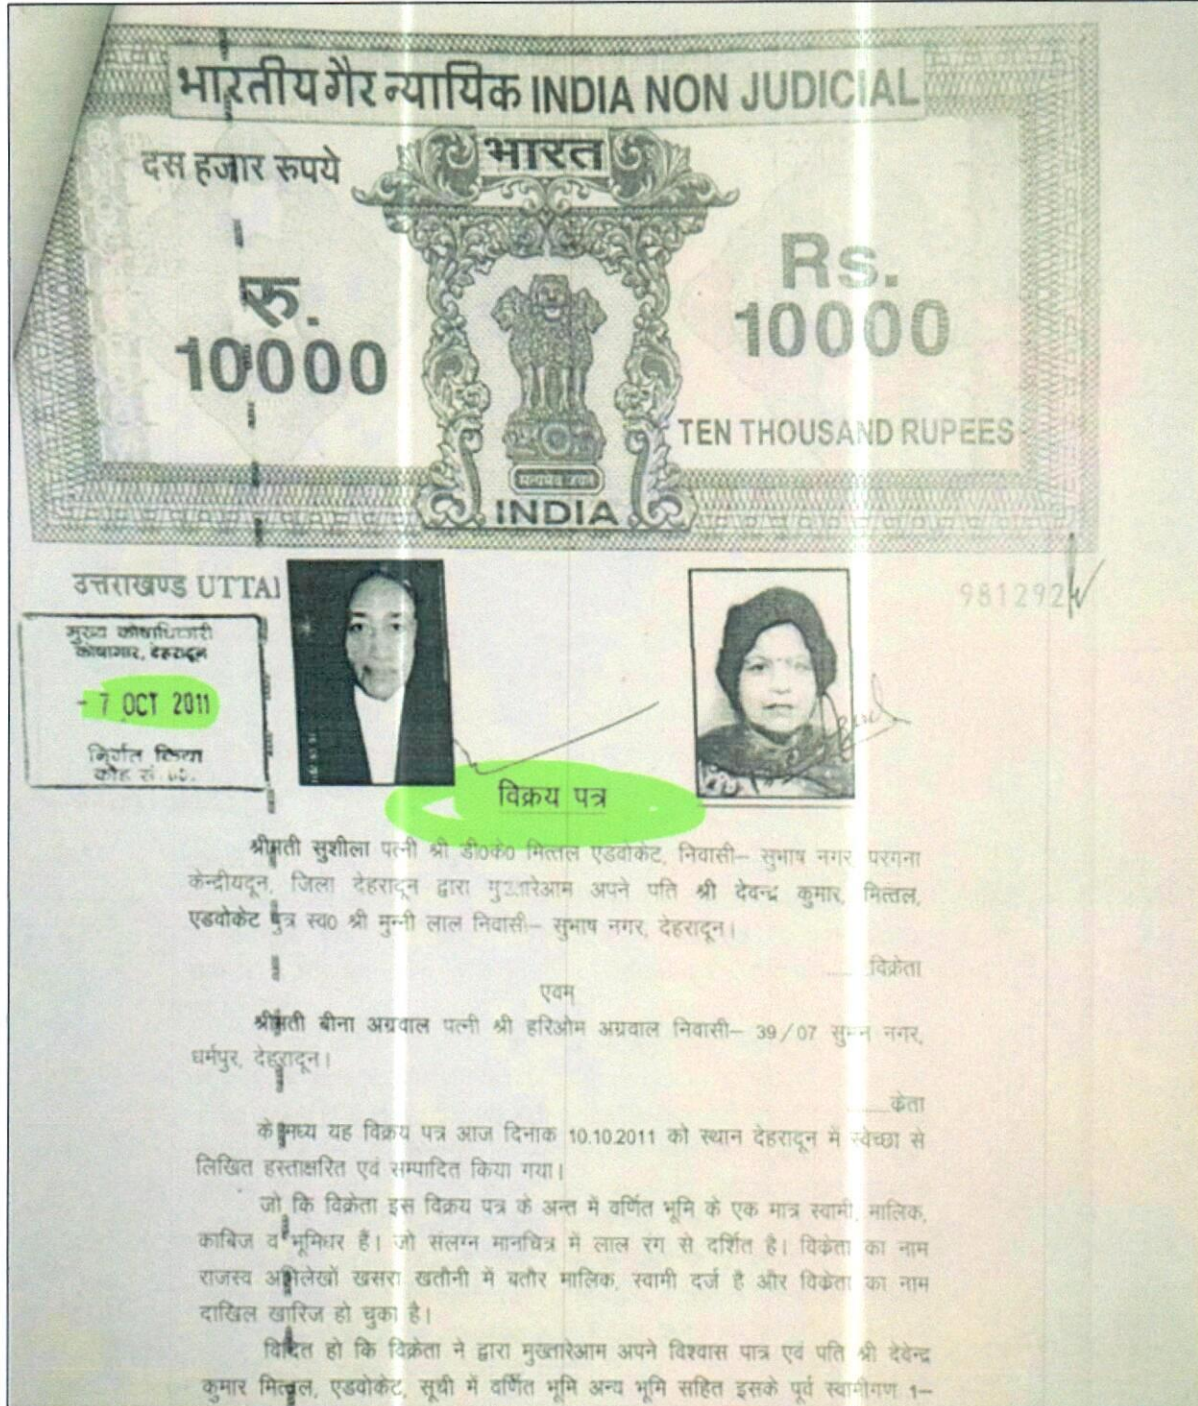 भारतीय गैर न्यायिक INDIA NON JUDICIAL
भारत
दस हजार रुपये
रु.
10000
Rs.
10000
TEN THOUSAND RUPEES
INDIA
उत्तराखण्ड UTTA
981292
मुख्य कोषाधिकारी
कोषागार, देहरादून
- 7 OCT 2011
विक्रय पत्र
श्रीमती सुशीला पत्नी श्री डी0के0 मित्तल एडवोकेट, निवासी– सुभाष नगर परगना
केन्द्रीयदून, जिला देहरादून द्वारा मुख्तारेआम अपने पति श्री देवन्द्र कुमार, मित्तल,
एडवोकेट पुत्र स्व0 श्री मुन्नी लाल निवासी– सुभाष नगर, देहरादून।
.....विक्रेता
एवम्
श्रीमती बीना अग्रवाल पत्नी श्री हरिओम अग्रवाल निवासी– 39/07 सुमन नगर,
धर्मपुर, देहरादून।
.....केता
के मध्य यह विक्रय पत्र आज दिनाक 10.10.2011 को स्थान देहरादून में स्वेच्छा से
लिखित हस्ताक्षरित एवं सम्पादित किया गया।
जो कि विक्रेता इस विक्रय पत्र के अन्त में वर्णित भूमि के एक मात्र स्वामी, मालिक,
काबिज व भूमिधर हैं। जो संलग्न मानचित्र में लाल रंग से दर्शित है। विक्रेता का नाम
राजस्व अभिलेखों खसरा खतौनी में बतौर मालिक, स्वामी दर्ज है और विक्रेता का नाम
दाखिल खारिज हो चुका है।
विदित हो कि विक्रेता ने द्वारा मुख्तारेआम अपने विश्वास पात्र एवं पति श्री देवेन्द्र
कुमार मित्तल, एडवोकेट, सूची में वर्णित भूमि अन्य भूमि सहित इसके पूर्व स्वामीगण 1–